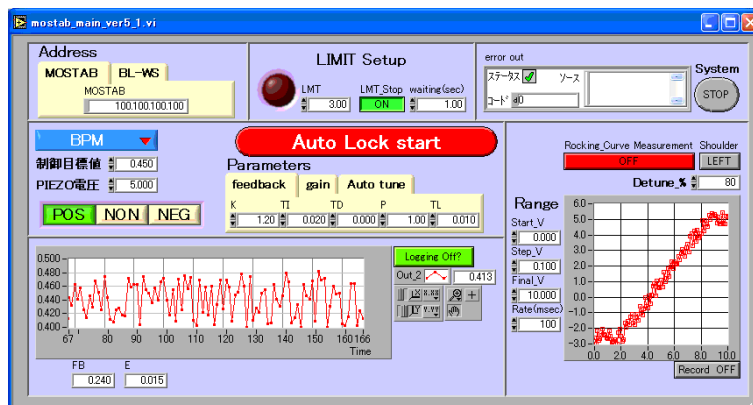 mostab_main_ver5_1.vi
Address
MOSTAB BL-WS
MOSTAB
100.100.100.100
LIMIT Setup
LMT LMT_Stop waiting(sec)
3.00 ON 1.00
error out
ステータス ソース
コード d0
System
STOP
BPM
制御目標値 0.450
PIEZO電圧 5.000
POS NON NEG
Auto Lock start
Parameters
feedback gain Auto tune
K TI TD P TL
1.20 0.020 0.000 1.00 0.010
Rocking_Curve Measurement Shoulder
OFF LEFT
Detune_% 80
Range
Start_V
0.000
Step_V
0.100
Final_V
10.000
Rate(msec)
100
6.0
5.0
4.0
3.0
2.0
1.0
0.0
-1.0
-2.0
-3.0
0.0 2.0 4.0 6.0 8.0 10.0
Record OFF
0.500
0.480
0.460
0.440
0.420
0.400
67 80 90 100 110 120 130 140 150 160 166
Time
Logging Off?
Out_2 0.413
X.XX
Y.YY
FB E
0.240 0.015